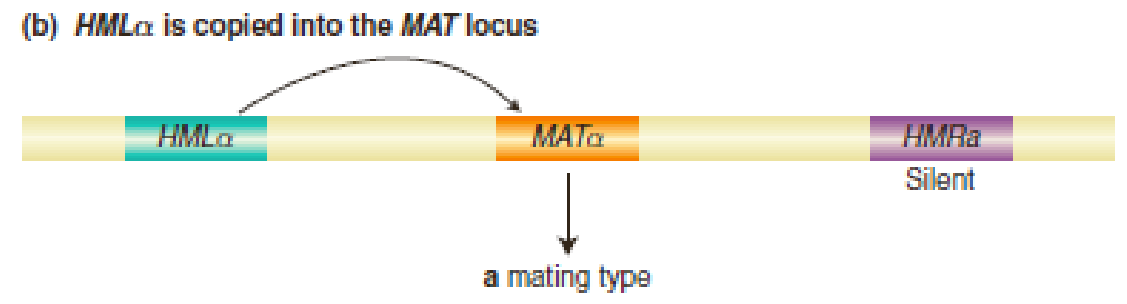 (b) HMLα is copied into the MAT locus
HMLα MATα HMRa
Silent
a mating type